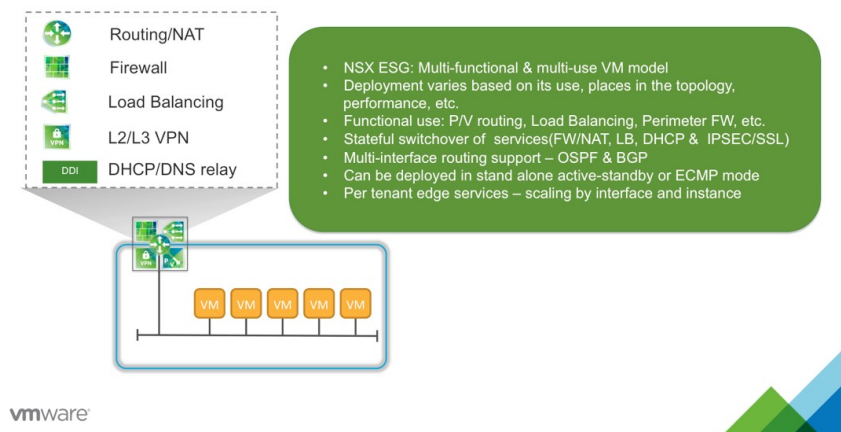 Routing/NAT
Firewall
Load Balancing
VPN
L2/L3 VPN
DDI
DHCP/DNS relay
• NSX ESG: Multi-functional & multi-use VM model
• Deployment varies based on its use, places in the topology,
performance, etc.
• Functional use: P/V routing, Load Balancing, Perimeter FW, etc.
• Stateful switchover of services(FW/NAT, LB, DHCP & IPSEC/SSL)
• Multi-interface routing support – OSPF & BGP
• Can be deployed in stand alone active-standby or ECMP mode
• Per tenant edge services – scaling by interface and instance
VPN
P
VM VM VM VM VM
vmware